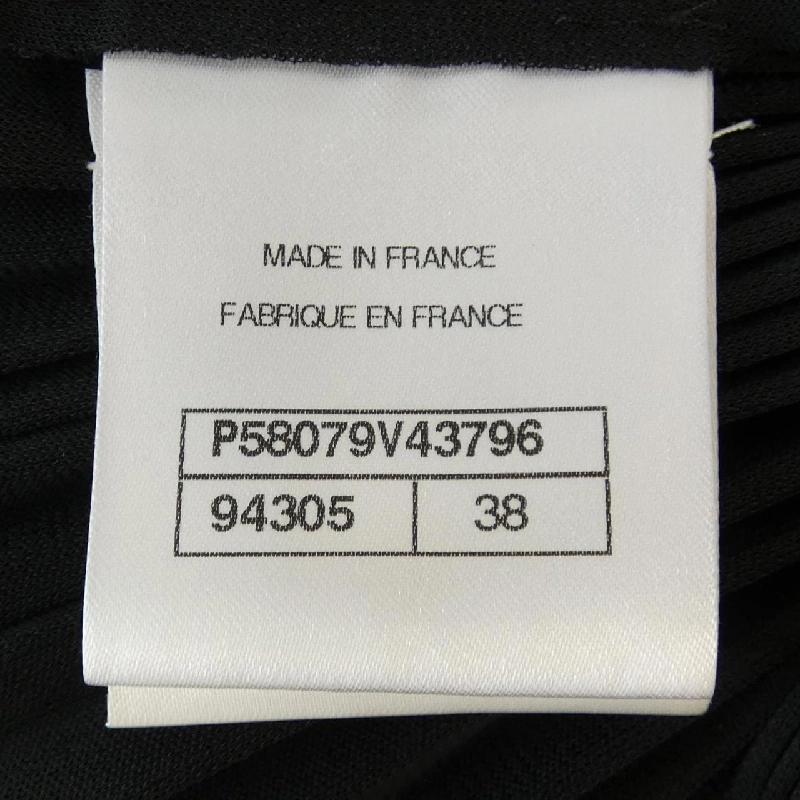 MADE IN FRANCE
FABRIQUE EN FRANCE
P58079V43796
94305 38